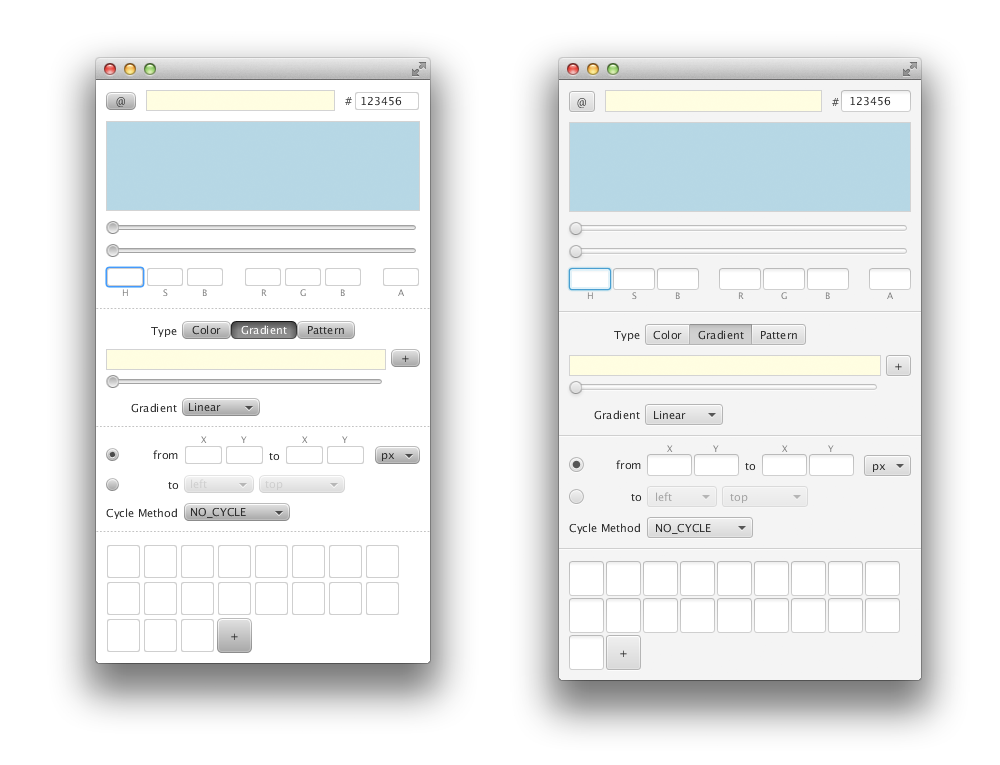 @ # 123456
H S B R G B A
Type Color Gradient Pattern
+
Gradient Linear
X Y X Y
from to px
to left top
Cycle Method NO_CYCLE
+
@ # 123456
H S B R G B A
Type Color Gradient Pattern
+
Gradient Linear
X Y X Y
from to px
to left top
Cycle Method NO_CYCLE
+